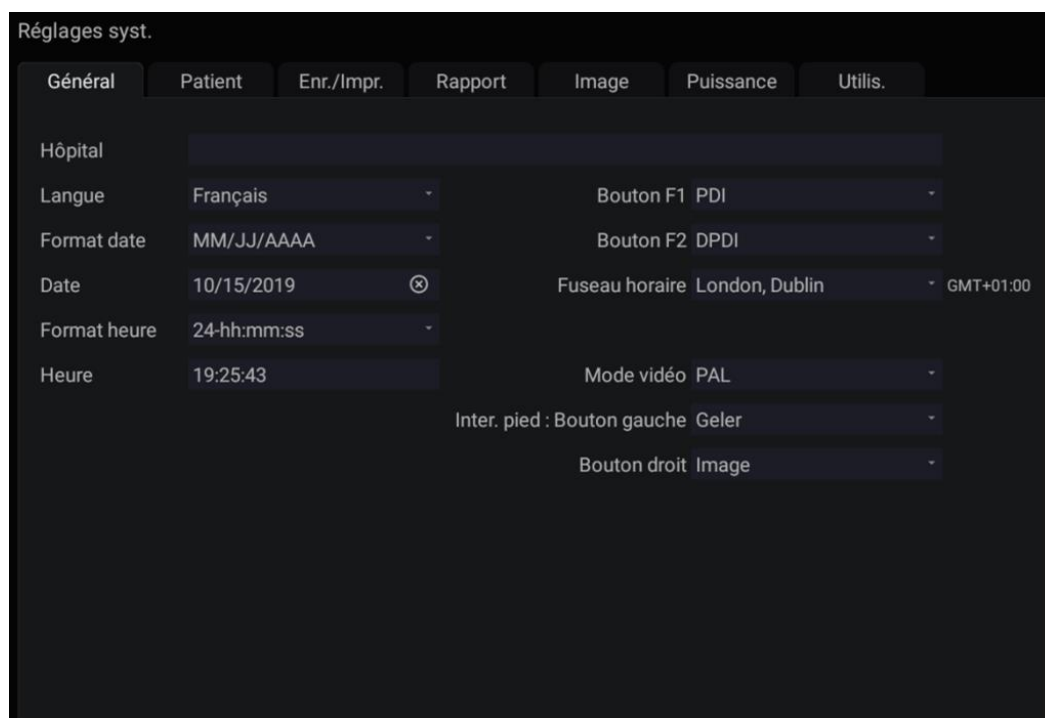 Réglages syst.
Général Patient Enr./Impr. Rapport Image Puissance Utilis.
Hôpital
Langue Français Bouton F1 PDI
Format date MM/JJ/AAAA Bouton F2 DPDI
Date 10/15/2019 Fuseau horaire London, Dublin GMT+01:00
Format heure 24-hh:mm:ss
Heure 19:25:43 Mode vidéo PAL
Inter. pied : Bouton gauche Geler
Bouton droit Image